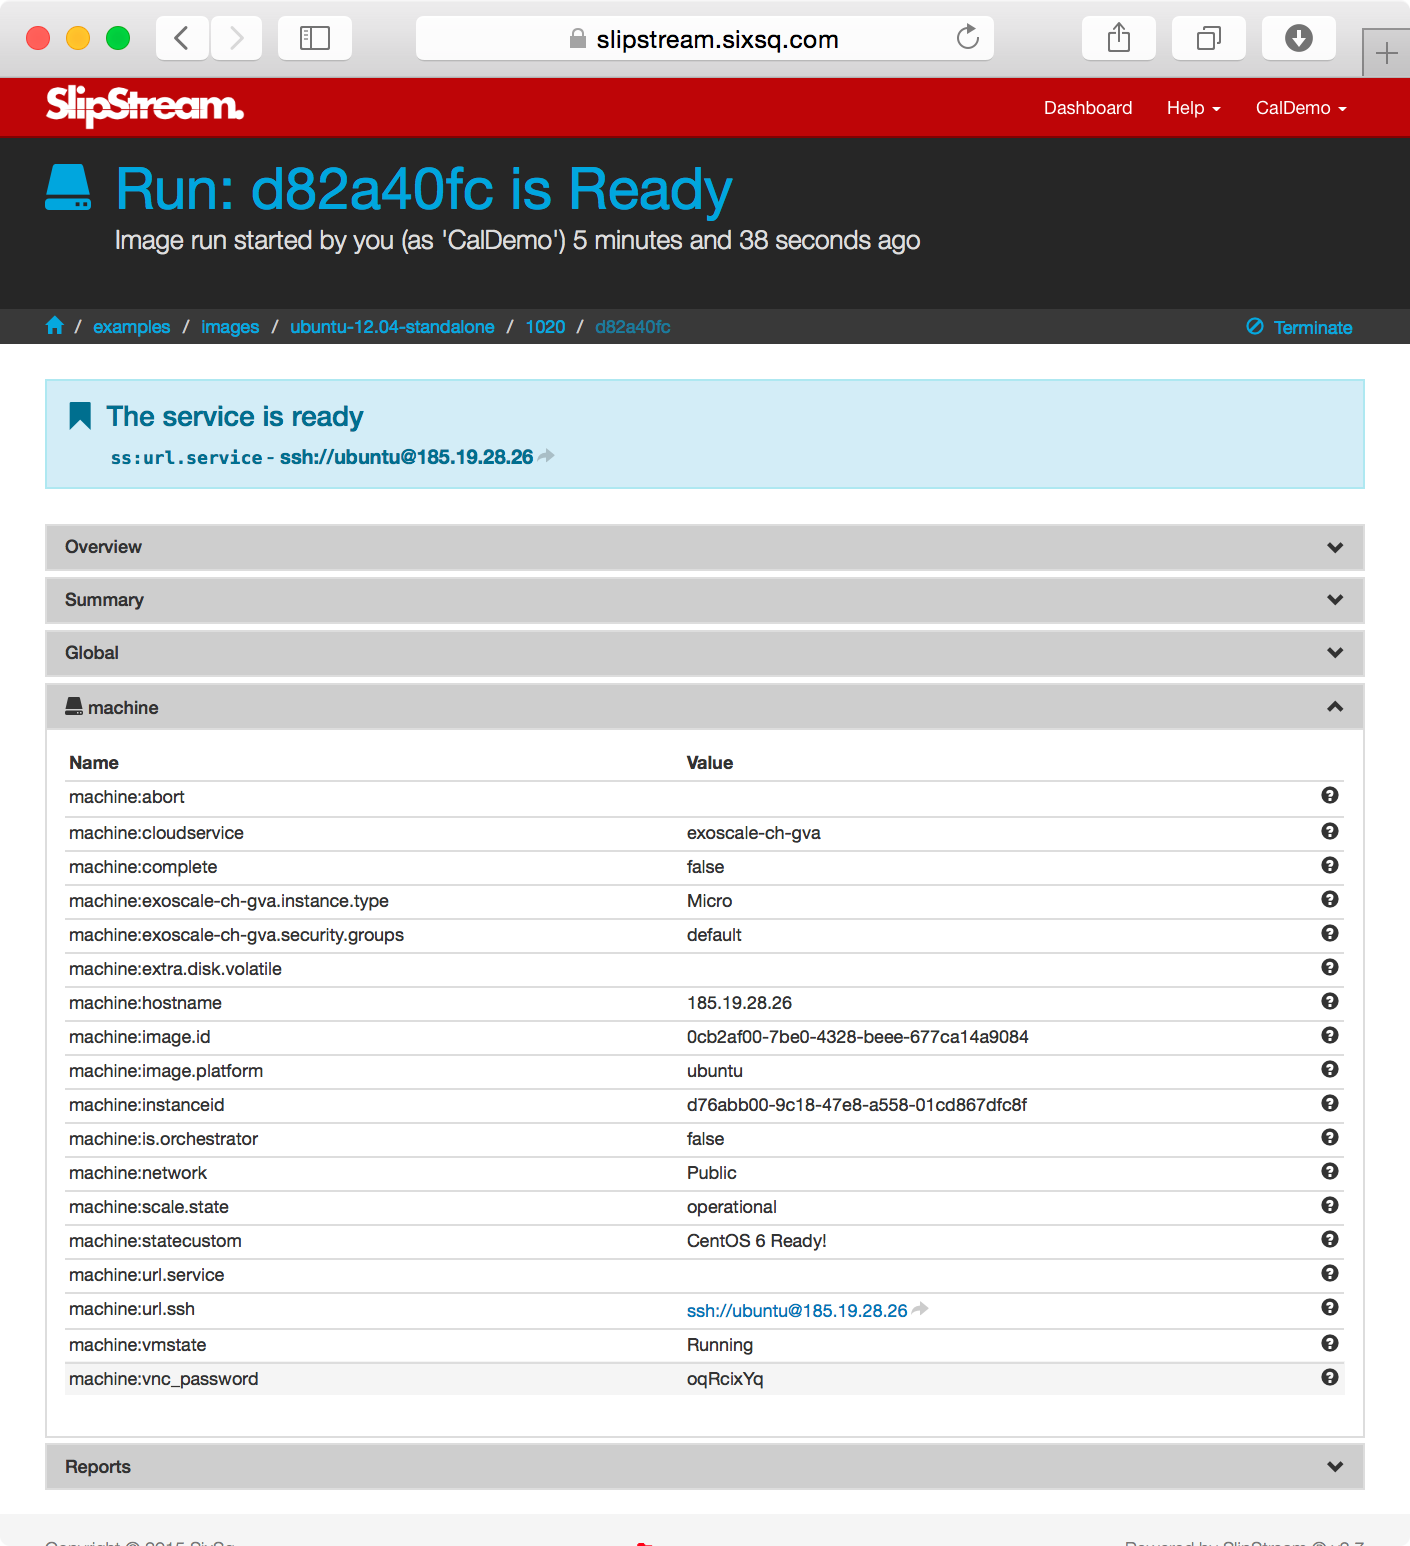 slipstream.sixsq.com
SlipStream.
Dashboard Help CalDemo
Run: d82a40fc is Ready
Image run started by you (as 'CalDemo') 5 minutes and 38 seconds ago
/ examples / images / ubuntu-12.04-standalone / 1020 / d82a40fc Terminate
The service is ready
ss:url.service - ssh://ubuntu@185.19.28.26
Overview
Summary
Global
machine
Name Value
machine:abort
machine:cloudservice exoscale-ch-gva
machine:complete false
machine:exoscale-ch-gva.instance.type Micro
machine:exoscale-ch-gva.security.groups default
machine:extra.disk.volatile
machine:hostname 185.19.28.26
machine:image.id 0cb2af00-7be0-4328-beee-677ca14a9084
machine:image.platform ubuntu
machine:instanceid d76abb00-9c18-47e8-a558-01cd867dfc8f
machine:is.orchestrator false
machine:network Public
machine:scale.state operational
machine:statecustom CentOS 6 Ready!
machine:url.service
machine:url.ssh ssh://ubuntu@185.19.28.26
machine:vmstate Running
machine:vnc_password oqRcixYq
Reports
Copyright © 2015 SixSq Powered by SlipStream